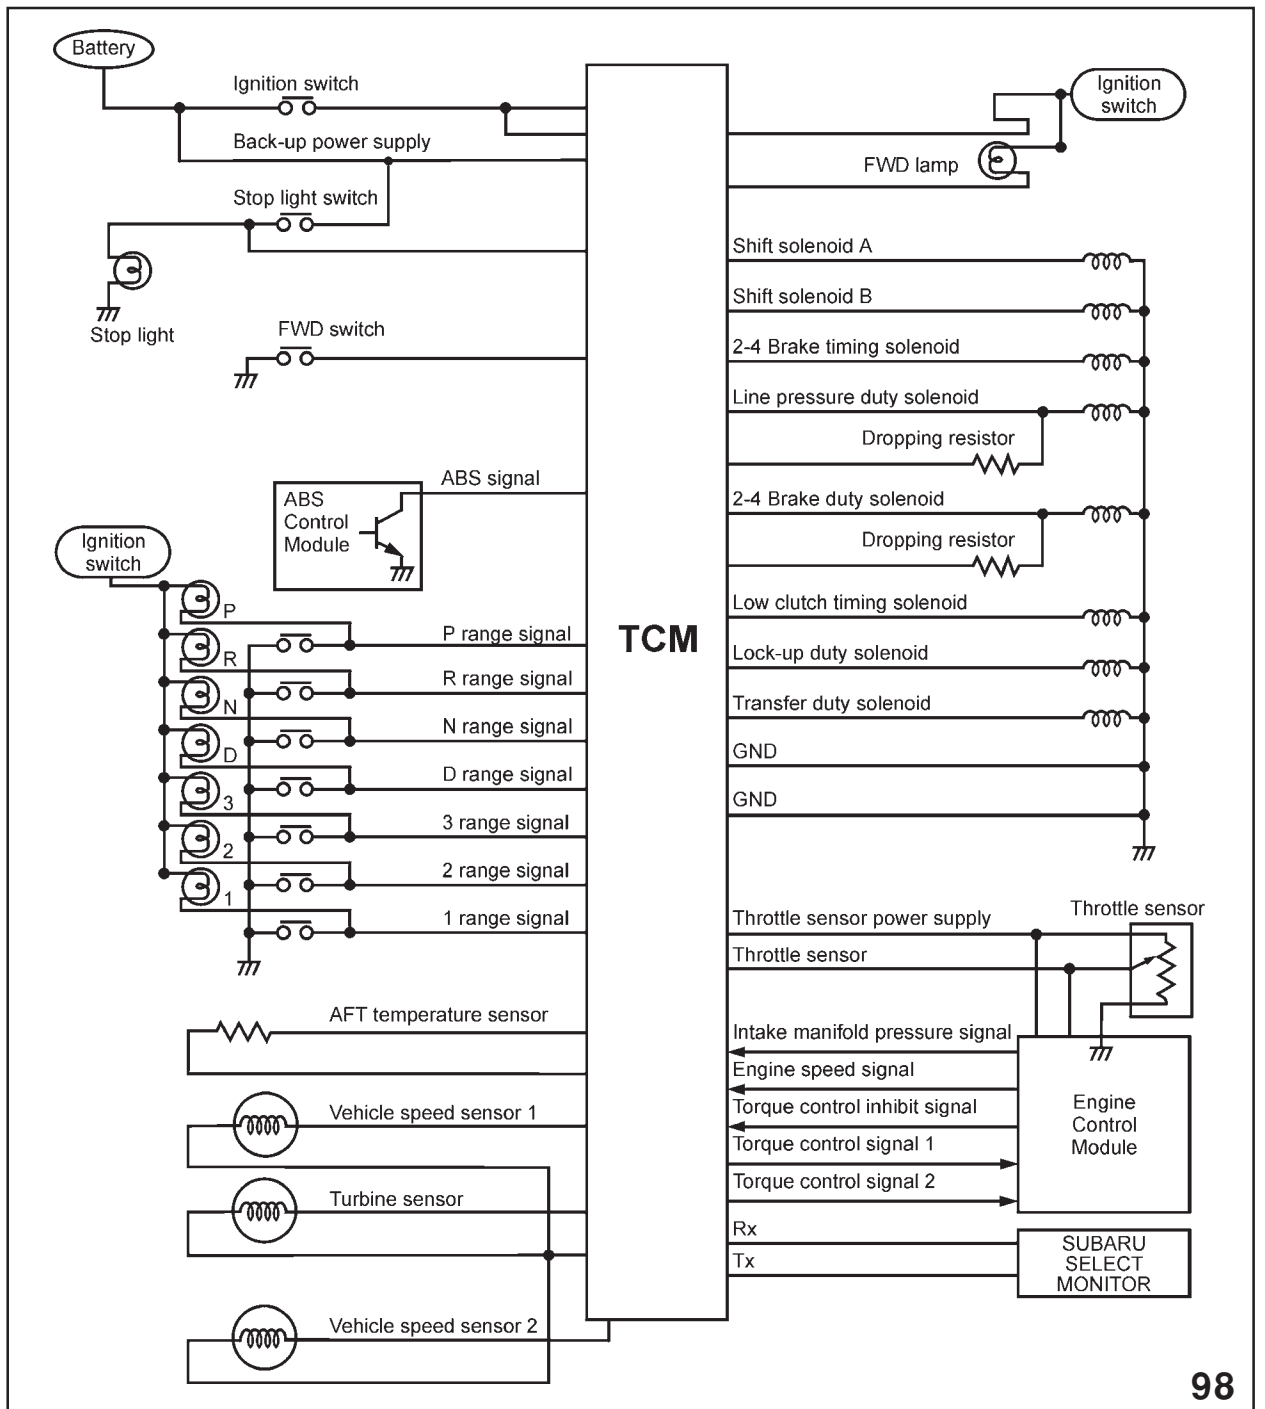 Battery
Ignition switch
Back-up power supply
Stop light switch
Stop light
FWD switch
ABS signal
ABS
Control
Module
Ignition
switch
P
R
N
D
3
2
1
P range signal
R range signal
N range signal
D range signal
3 range signal
2 range signal
1 range signal
AFT temperature sensor
Vehicle speed sensor 1
Turbine sensor
Vehicle speed sensor 2
TCM
Ignition
switch
FWD lamp
Shift solenoid A
Shift solenoid B
2-4 Brake timing solenoid
Line pressure duty solenoid
Dropping resistor
2-4 Brake duty solenoid
Dropping resistor
Low clutch timing solenoid
Lock-up duty solenoid
Transfer duty solenoid
GND
GND
Throttle sensor power supply
Throttle sensor
Throttle sensor
Intake manifold pressure signal
Engine speed signal
Torque control inhibit signal
Torque control signal 1
Torque control signal 2
Engine
Control
Module
Rx
Tx
SUBARU
SELECT
MONITOR
98